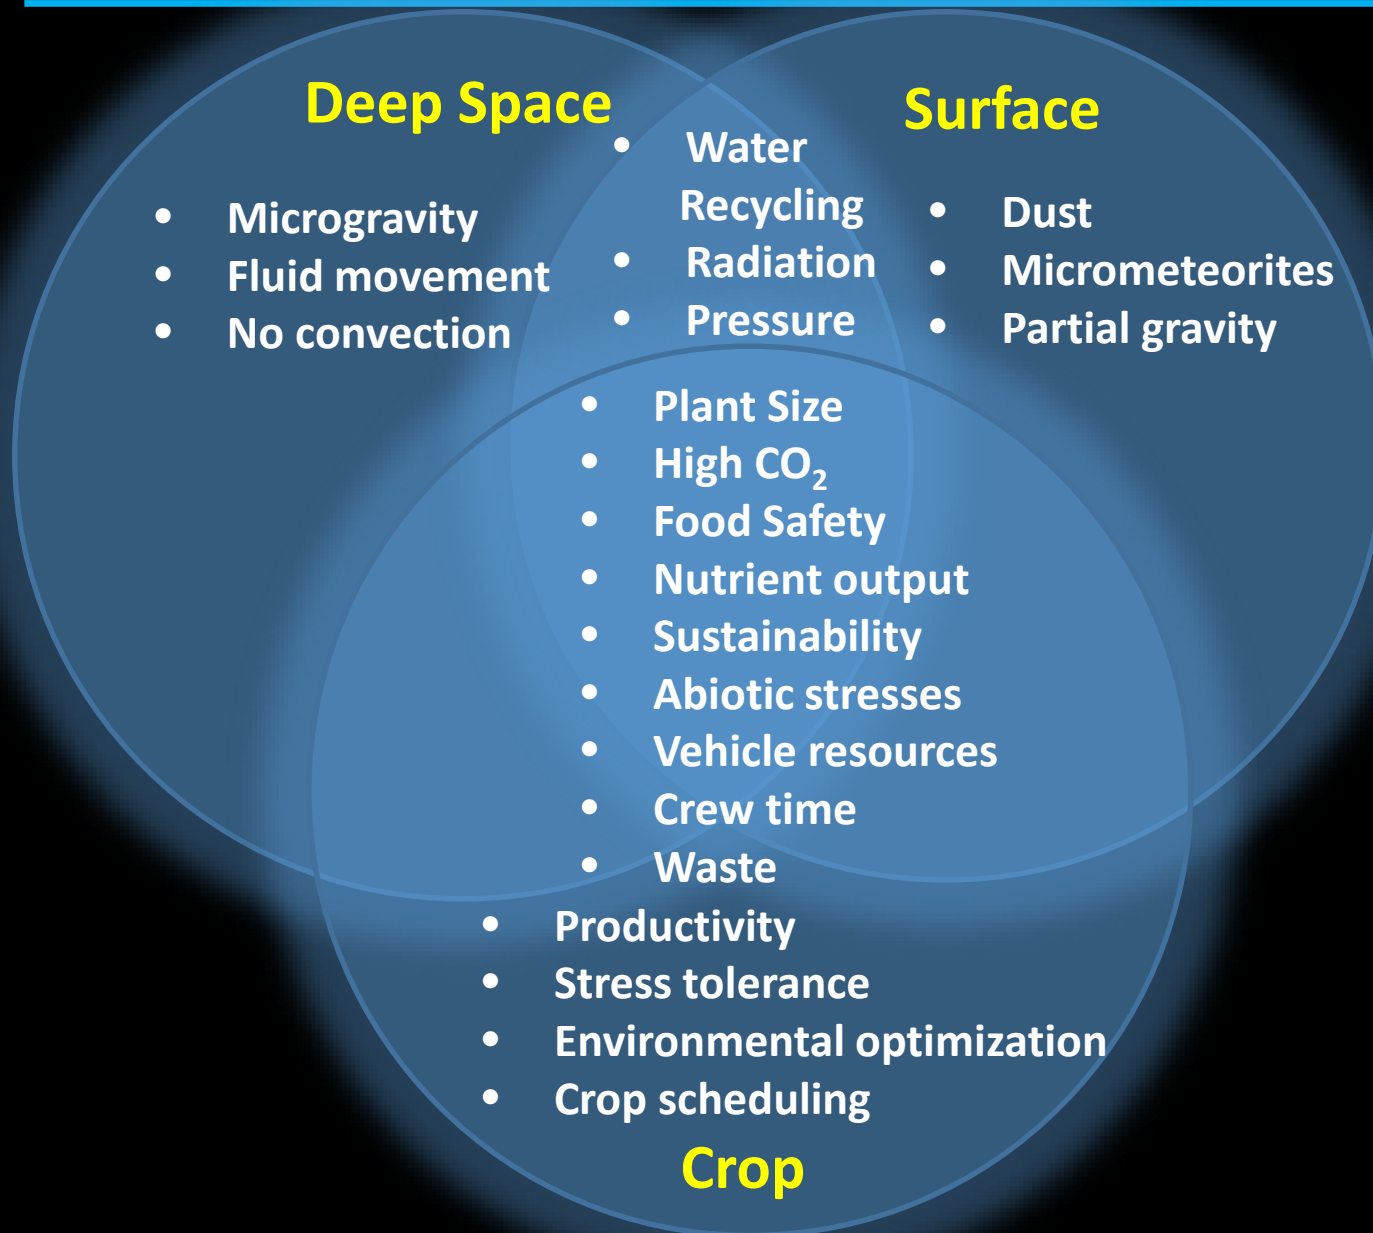 Deep Space
• Microgravity
• Fluid movement
• No convection
• Water
Recycling
• Radiation
• Pressure
Surface
• Dust
• Micrometeorites
• Partial gravity
• Plant Size
• High CO₂
• Food Safety
• Nutrient output
• Sustainability
• Abiotic stresses
• Vehicle resources
• Crew time
• Waste
• Productivity
• Stress tolerance
• Environmental optimization
• Crop scheduling
Crop